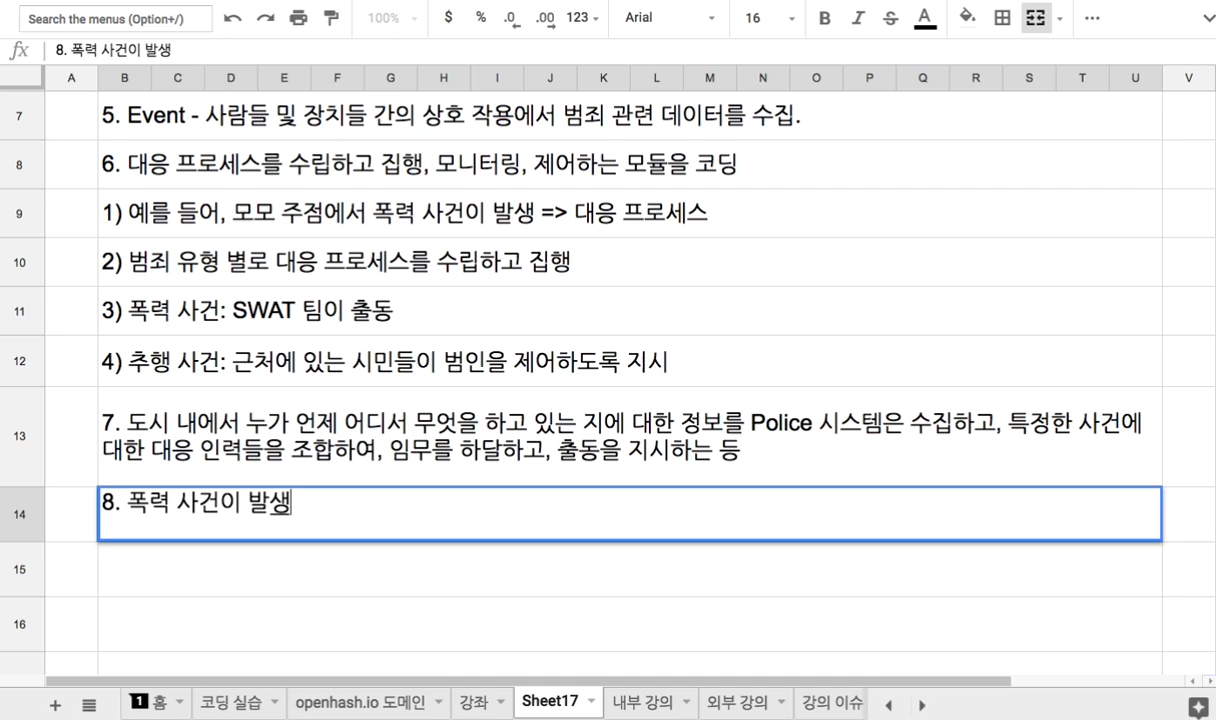 Search the menus (Option+/) 100% $ % .0 .00 123 Arial 16 B I S A
fx 8. 폭력 사건이 발생
A B C D E F G H I J K L M N O P Q R S T U V
7 5. Event - 사람들 및 장치들 간의 상호 작용에서 범죄 관련 데이터를 수집.
8 6. 대응 프로세스를 수립하고 집행, 모니터링, 제어하는 모듈을 코딩
9 1) 예를 들어, 모모 주점에서 폭력 사건이 발생 => 대응 프로세스
10 2) 범죄 유형 별로 대응 프로세스를 수립하고 집행
11 3) 폭력 사건: SWAT 팀이 출동
12 4) 추행 사건: 근처에 있는 시민들이 범인을 제어하도록 지시
13 7. 도시 내에서 누가 언제 어디서 무엇을 하고 있는 지에 대한 정보를 Police 시스템은 수집하고, 특정한 사건에
대한 대응 인력들을 조합하여, 임무를 하달하고, 출동을 지시하는 등
14 8. 폭력 사건이 발생
15
16
1 홈 코딩 실습 openhash.io 도메인 강좌 Sheet17 내부 강의 외부 강의 강의 이슈